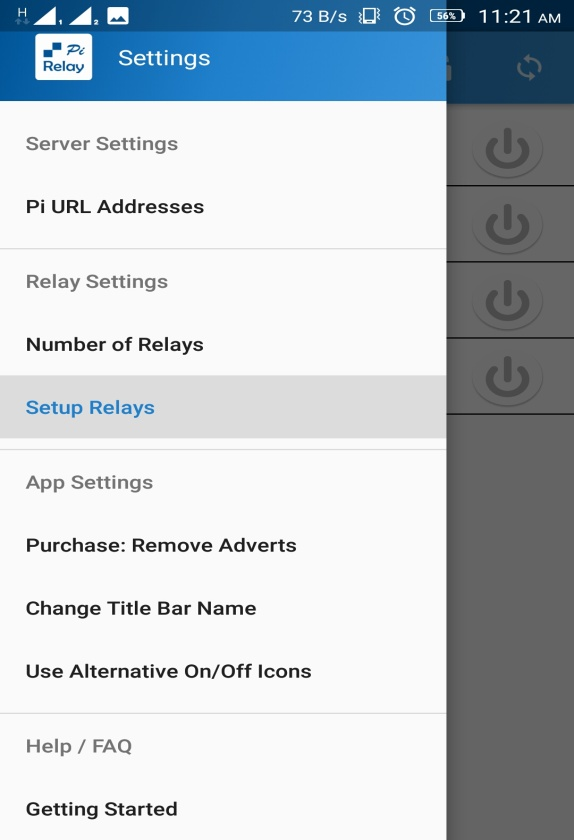 H 1 2 73 B/s 56% 11:21 AM
Pi
Relay
Settings
Server Settings
Pi URL Addresses
Relay Settings
Number of Relays
Setup Relays
App Settings
Purchase: Remove Adverts
Change Title Bar Name
Use Alternative On/Off Icons
Help / FAQ
Getting Started